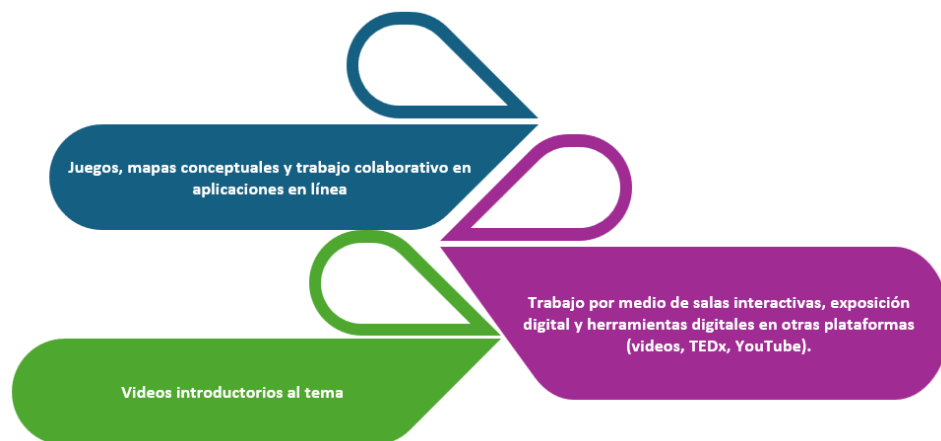 Juegos, mapas conceptuales y trabajo colaborativo en
aplicaciones en línea
Trabajo por medio de salas interactivas, exposición
digital y herramientas digitales en otras plataformas
(videos, TEDx, YouTube).
Videos introductorios al tema